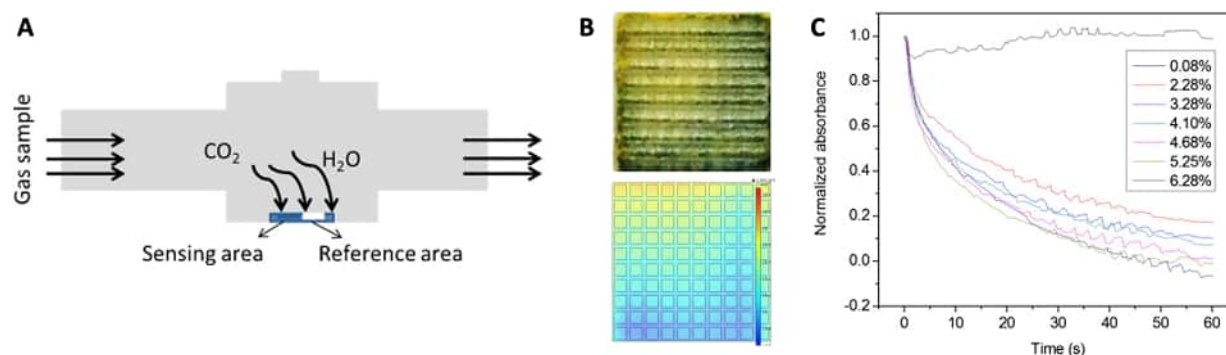 A
Gas sample
CO₂
H₂O
Sensing area
Reference area
B
C
Normalized absorbance
1.0
0.8
0.6
0.4
0.2
0.0
-0.2
0.08%
2.28%
3.28%
4.10%
4.68%
5.25%
6.28%
0 10 20 30 40 50 60
Time (s)